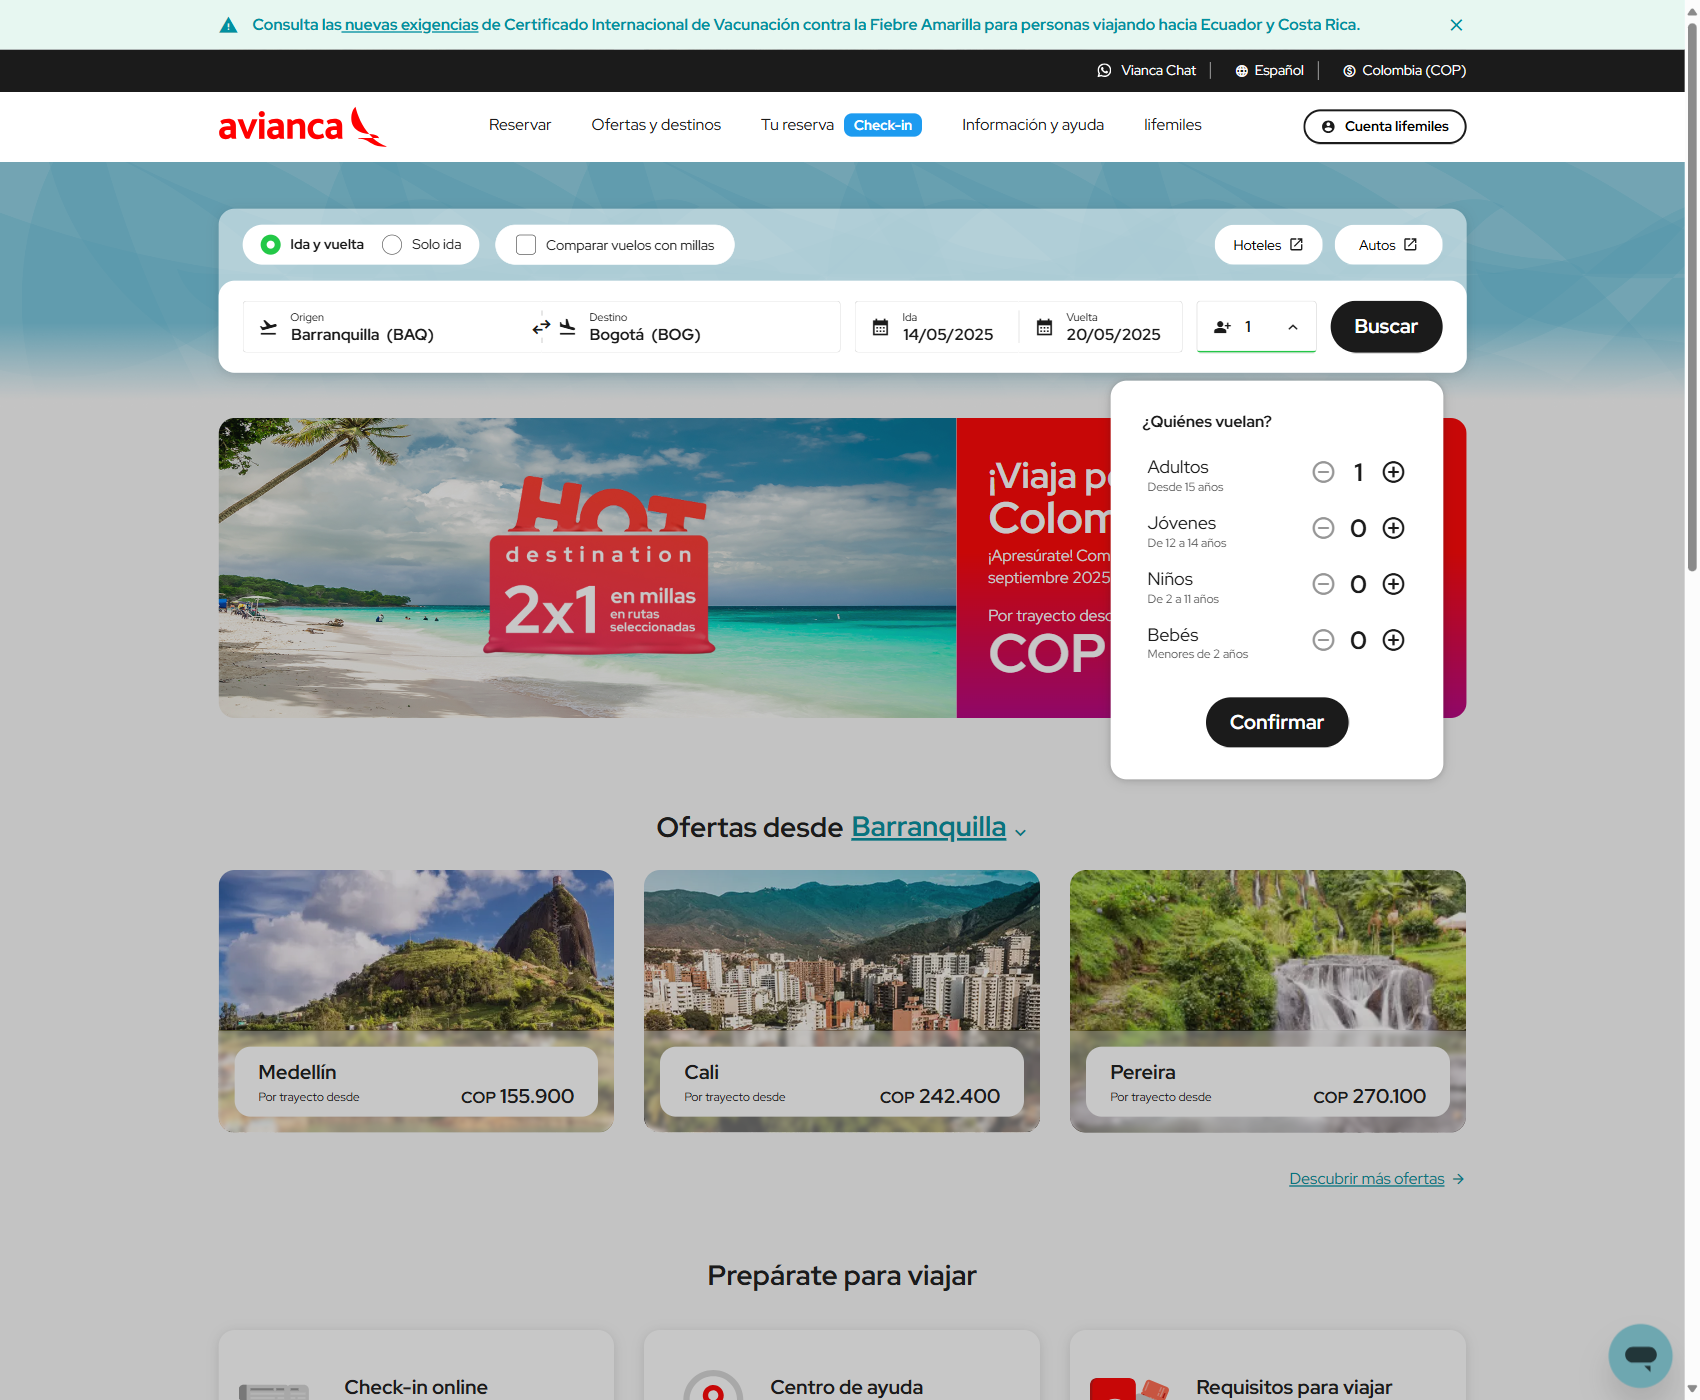 Consulta las nuevas exigencias de Certificado Internacional de Vacunación contra la Fiebre Amarilla para personas viajando hacia Ecuador y Costa Rica.
Vianca Chat
Español
Colombia (COP)
avianca
Reservar
Ofertas y destinos
Tu reserva
Check-in
Información y ayuda
lifemiles
Cuenta lifemiles
Ida y vuelta
Solo ida
Comparar vuelos con millas
Hoteles
Autos
Origen
Barranquilla (BAQ)
Destino
Bogotá (BOG)
Ida
14/05/2025
Vuelta
20/05/2025
1
Buscar
HOT
destination
2x1
en millas
en rutas
seleccionadas
¡Viaja
Colom
¡Apresúrate! Com
septiembre 2025
Por trayecto desd
COP
¿Quiénes vuelan?
Adultos
Desde 15 años
1
Jóvenes
De 12 a 14 años
0
Niños
De 2 a 11 años
0
Bebés
Menores de 2 años
0
Confirmar
Ofertas desde Barranquilla
Medellín
Por trayecto desde
COP 155.900
Cali
Por trayecto desde
COP 242.400
Pereira
Por trayecto desde
COP 270.100
Descubrir más ofertas
Prepárate para viajar
Check-in online
Centro de ayuda
Requisitos para viajar